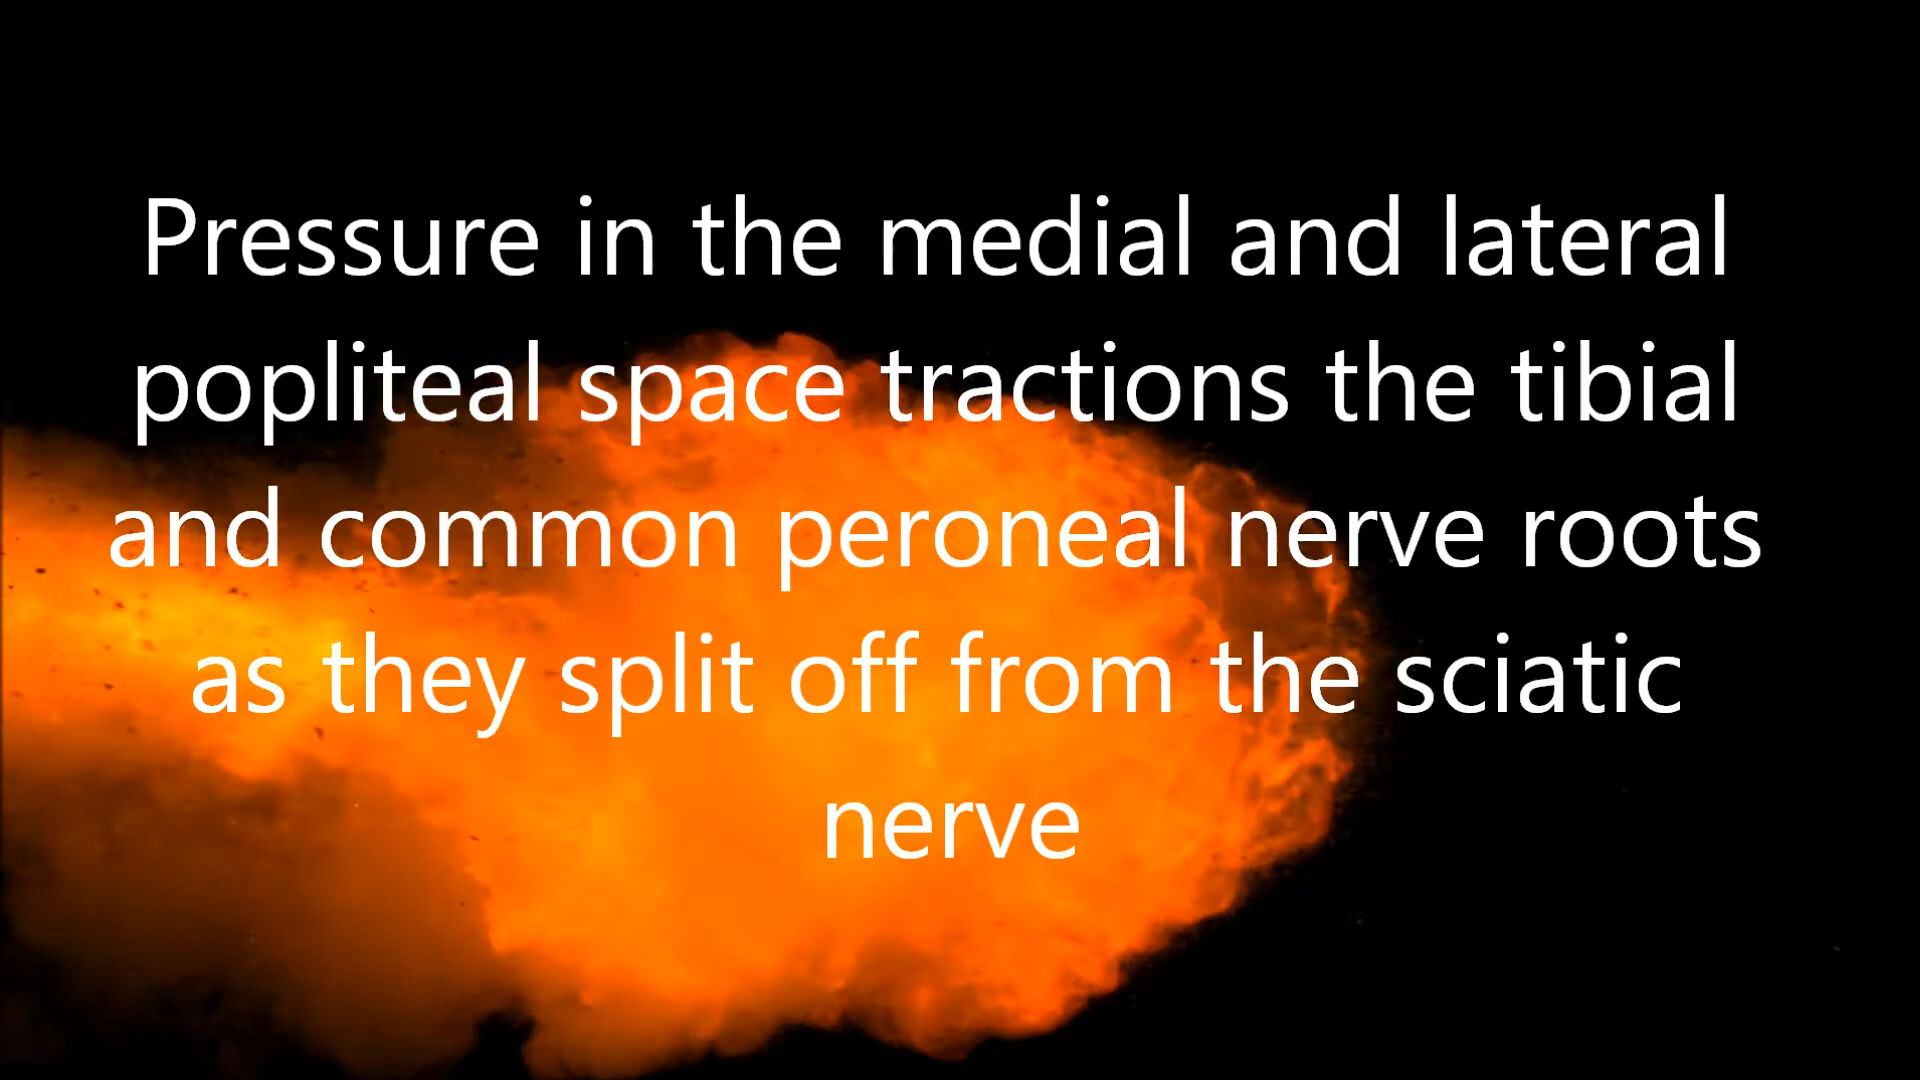 Pressure in the medial and lateral
popliteal space tractions the tibial
and common peroneal nerve roots
as they split off from the sciatic
nerve